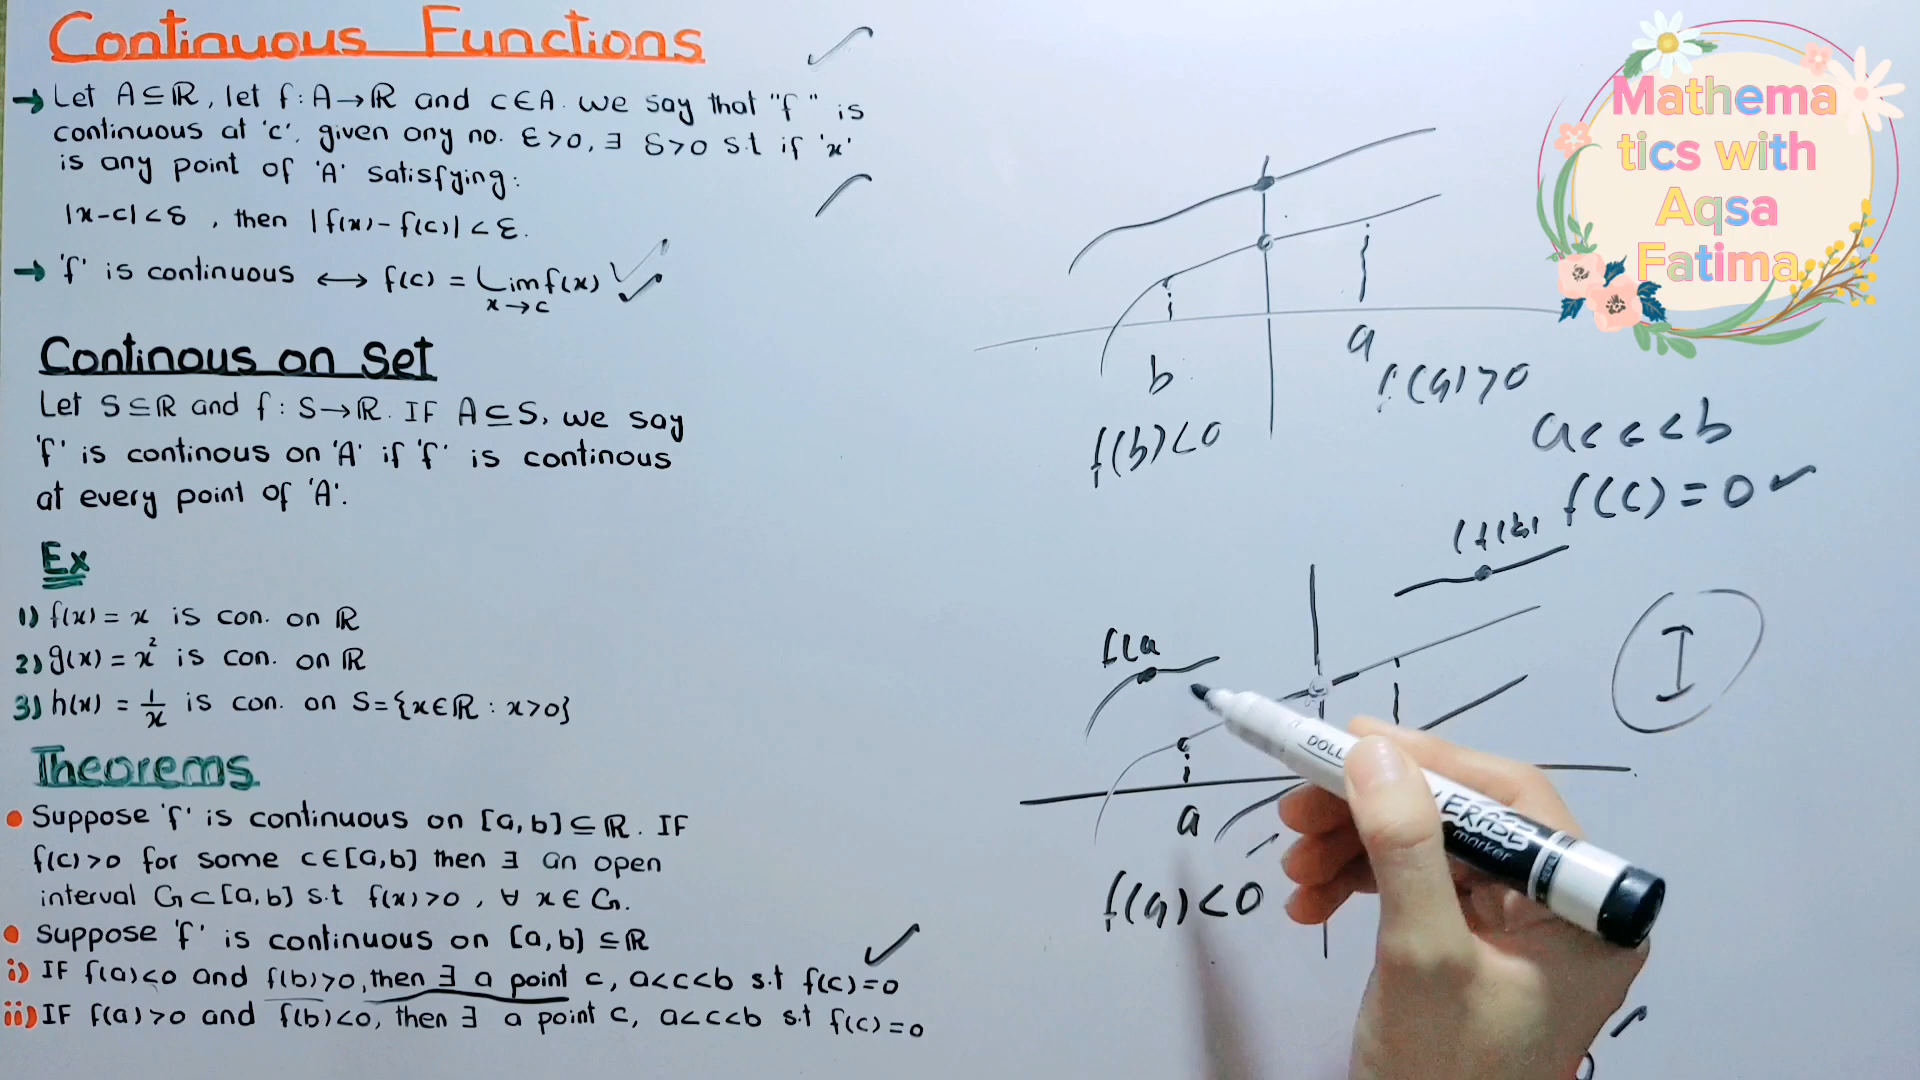 Continuous Functions
→ Let A⊆ℝ, let f: A→ℝ and c∈A. we say that "f" is
continuous at 'c', given any no. ε>0, ∃ δ>0 s.t if 'x'
is any point of 'A' satisfying:
|x-c|<δ , then |f(x)-f(c)|<ε.
→ 'f' is continuous ↔ f(c) = Lim f(x)
x→c
Continous on Set
Let S⊆ℝ and f: S→ℝ. IF A⊆S, we say
'f' is continous on 'A' if 'f' is continous
at every point of 'A'.
Ex
1) f(x) = x is con. on ℝ
2) g(x) = x² is con. on ℝ
3) h(x) = 1/x is con. on S={x∈ℝ : x>0}
Theorems
• Suppose 'f' is continuous on [a,b]⊆ℝ. IF
f(c)>0 for some c∈[a,b] then ∃ an open
interval G⊂[a,b] s.t f(x)>0 , ∀ x∈G.
• Suppose 'f' is continuous on [a,b] ⊆ℝ
i) IF f(a)<0 and f(b)>0, then ∃ a point c, a<c<b s.t f(c)=0
ii) IF f(a)>0 and f(b)<0, then ∃ a point c, a<c<b s.t f(c)=0
b
a
f(a)>0
f(b)<0
a<c<b
f(c)=0
f(a
I
a
f(a)<0
DOLL
ERASE
marker
Mathema
tics with
Aqsa
Fatima